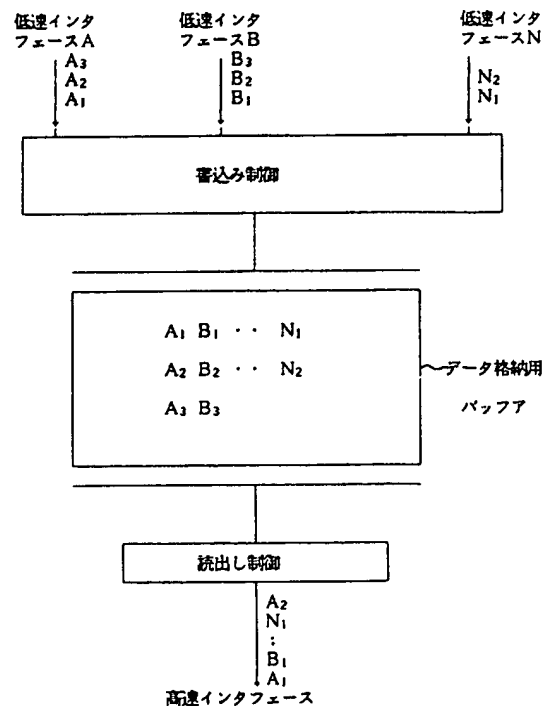 低速インタ
フェースA
低速インタ
フェースB
低速インタ
フェースN
A₃
A₂
A₁
B₃
B₂
B₁
N₂
N₁
書込み制御
A₁ B₁ ・・ N₁
A₂ B₂ ・・ N₂
A₃ B₃
データ格納用
バッフア
読出し制御
A₂
N₁
:
B₁
A₁
高速インタフェース